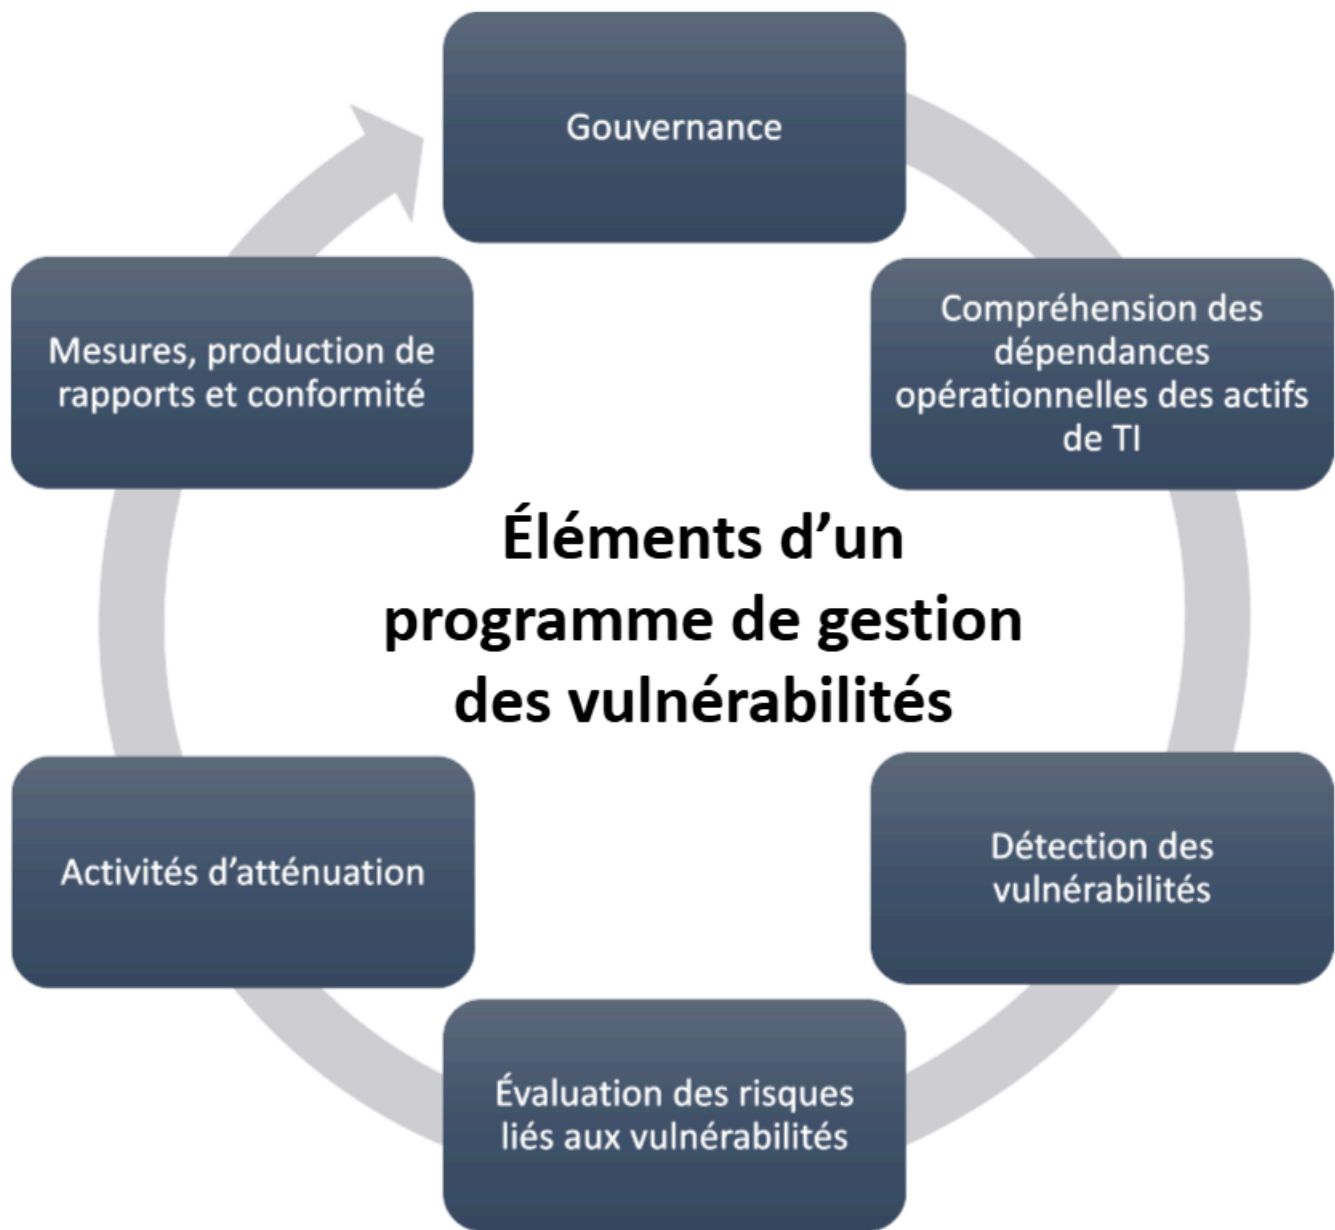 Gouvernance
Compréhension des
dépendances
opérationnelles des actifs
de TI
Détection des
vulnérabilités
Évaluation des risques
liés aux vulnérabilités
Activités d’atténuation
Mesures, production de
rapports et conformité
Éléments d’un
programme de gestion
des vulnérabilités